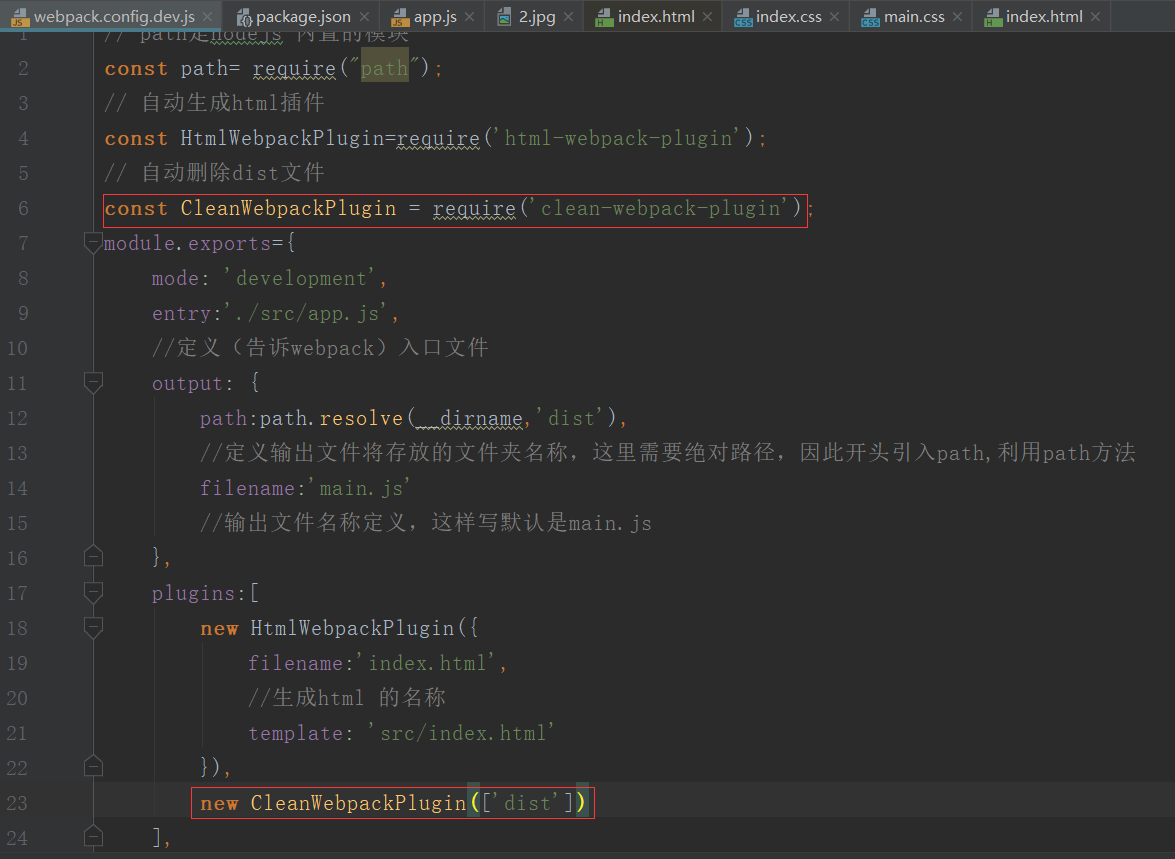 webpack.config.dev.js package.json app.js 2.jpg index.html index.css main.css index.html
1 // path是nodejs 内置的模块
2 const path= require("path");
3 // 自动生成html插件
4 const HtmlWebpackPlugin=require('html-webpack-plugin');
5 // 自动删除dist文件
6 const CleanWebpackPlugin = require('clean-webpack-plugin');
7 module.exports={
8 mode: 'development',
9 entry:'./src/app.js',
10 //定义（告诉webpack）入口文件
11 output: {
12 path:path.resolve(__dirname,'dist'),
13 //定义输出文件将存放的文件夹名称，这里需要绝对路径，因此开头引入path,利用path方法
14 filename:'main.js'
15 //输出文件名称定义，这样写默认是main.js
16 },
17 plugins:[
18 new HtmlWebpackPlugin({
19 filename:'index.html',
20 //生成html 的名称
21 template: 'src/index.html'
22 }),
23 new CleanWebpackPlugin(['dist'])
24 ],